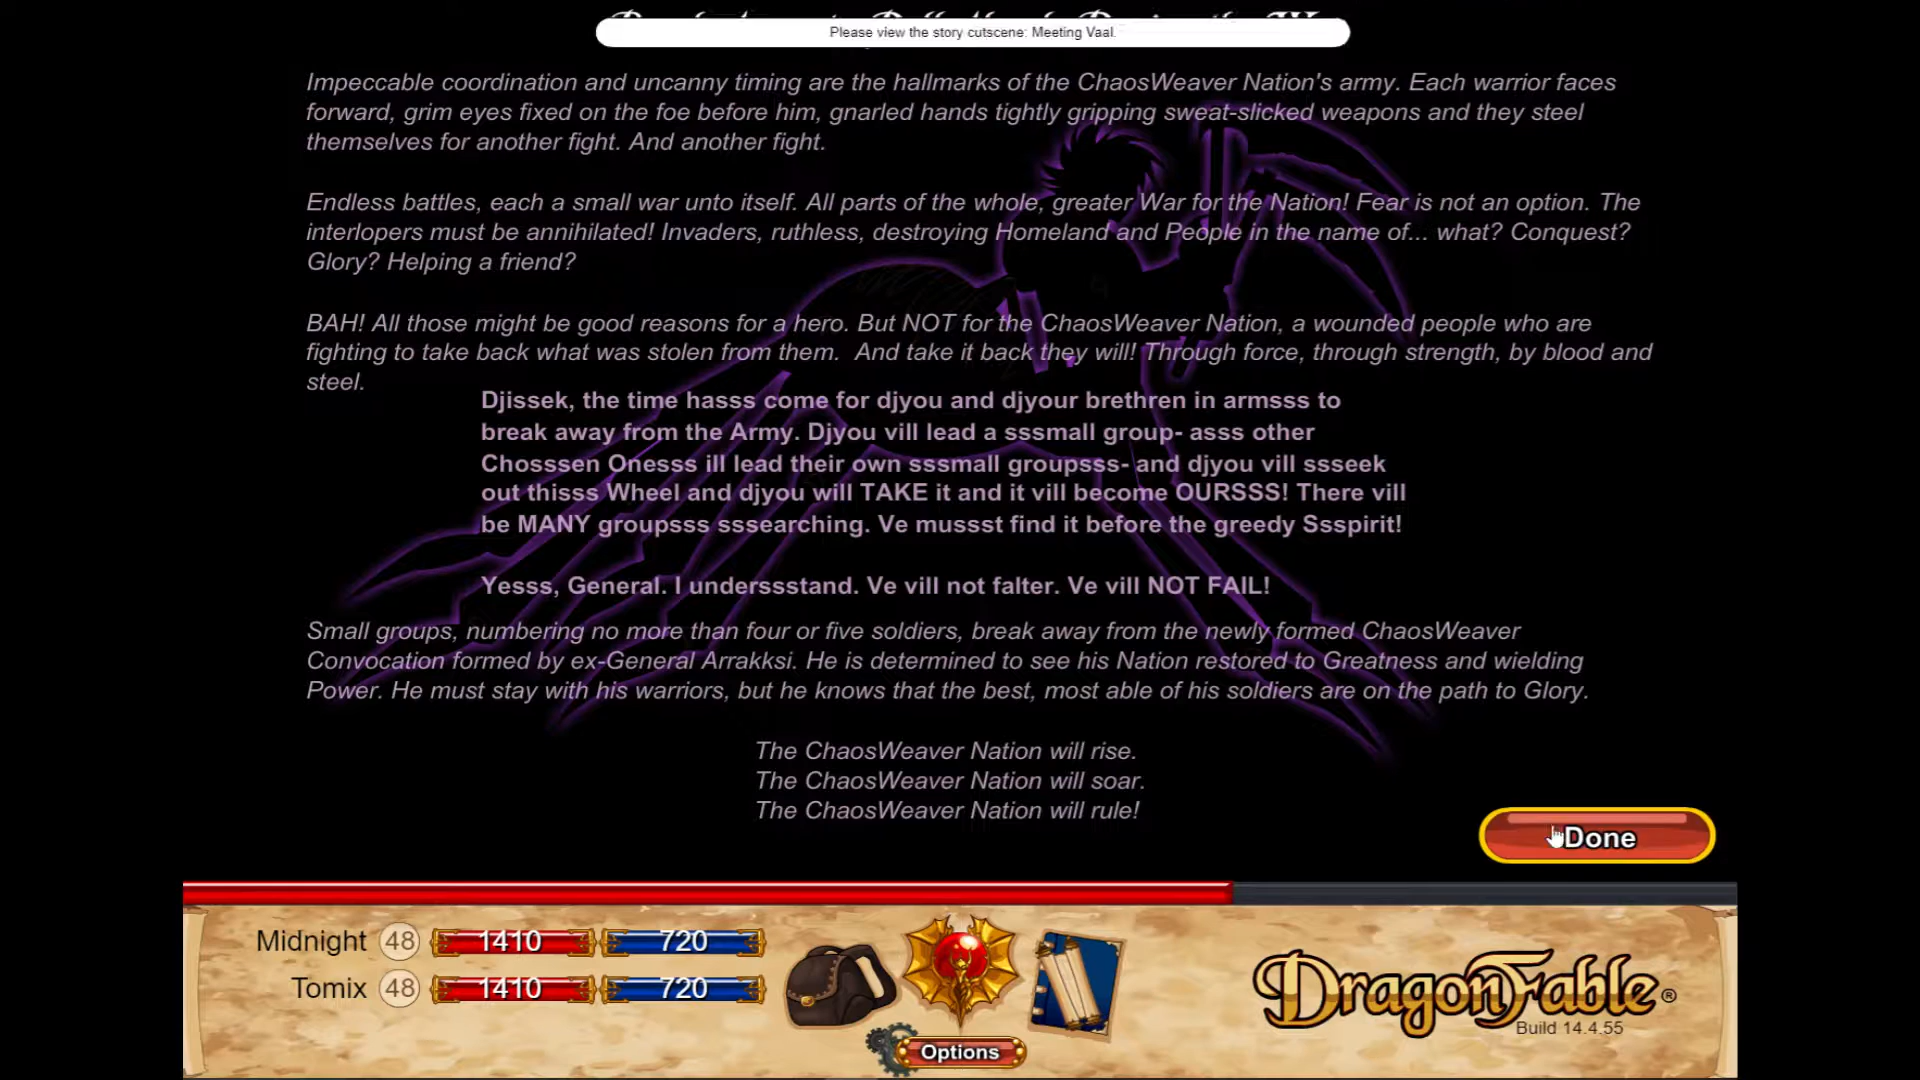 Please view the story cutscene: Meeting Vaal.
Impeccable coordination and uncanny timing are the hallmarks of the ChaosWeaver Nation's army. Each warrior faces
forward, grim eyes fixed on the foe before him, gnarled hands tightly gripping sweat-slicked weapons and they steel
themselves for another fight. And another fight.
Endless battles, each a small war unto itself. All parts of the whole, greater War for the Nation! Fear is not an option. The
interlopers must be annihilated! Invaders, ruthless, destroying Homeland and People in the name of... what? Conquest?
Glory? Helping a friend?
BAH! All those might be good reasons for a hero. But NOT for the ChaosWeaver Nation, a wounded people who are
fighting to take back what was stolen from them.  And take it back they will! Through force, through strength, by blood and
steel.
Djissek, the time hasss come for djyou and djyour brethren in armsss to
break away from the Army. Djyou vill lead a sssmall group- asss other
Chosssen Onesss ill lead their own sssmall groupsss- and djyou vill ssseek
out thisss Wheel and djyou will TAKE it and it vill become OURSSS! There vill
be MANY groupsss sssearching. Ve mussst find it before the greedy Ssspirit!
Yesss, General. I underssstand. Ve vill not falter. Ve vill NOT FAIL!
Small groups, numbering no more than four or five soldiers, break away from the newly formed ChaosWeaver
Convocation formed by ex-General Arrakksi. He is determined to see his Nation restored to Greatness and wielding
Power. He must stay with his warriors, but he knows that the best, most able of his soldiers are on the path to Glory.
The ChaosWeaver Nation will rise.
The ChaosWeaver Nation will soar.
The ChaosWeaver Nation will rule!
Done
Midnight 48 1410 720
Tomix 48 1410 720
Options
DragonFable®
Build 14.4.55